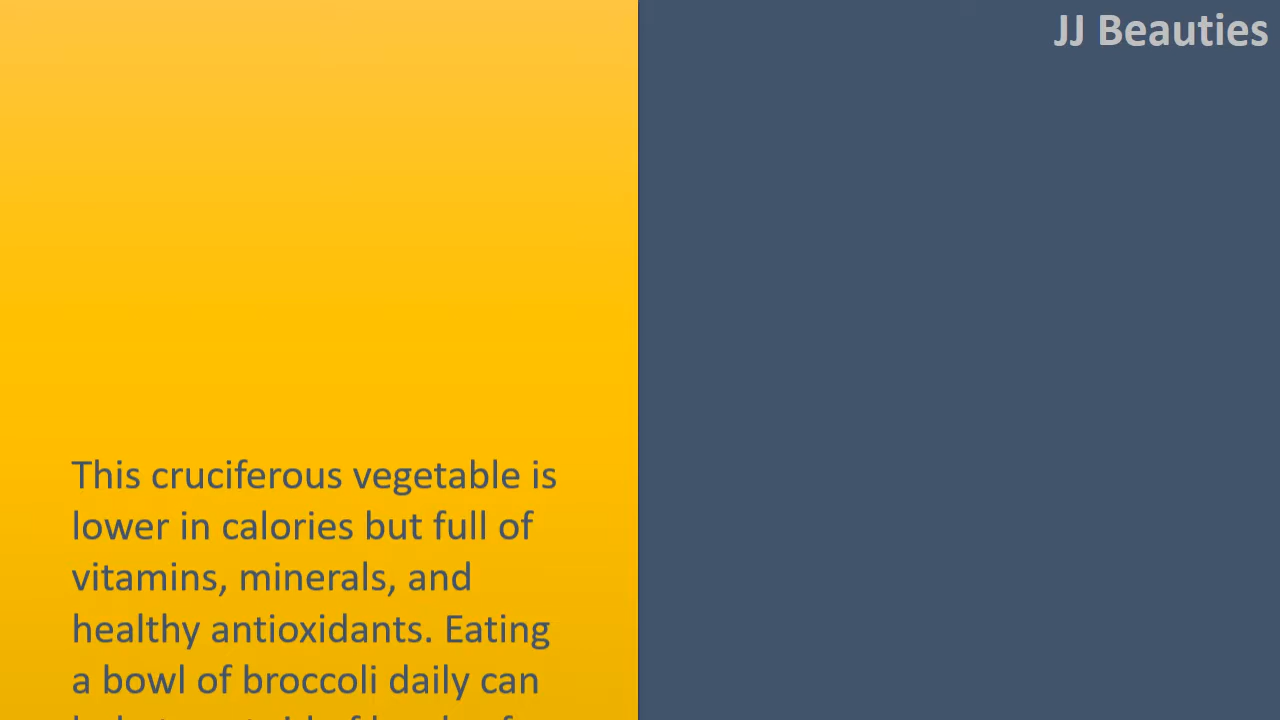 JJ Beauties
This cruciferous vegetable is
lower in calories but full of
vitamins, minerals, and
healthy antioxidants. Eating
a bowl of broccoli daily can